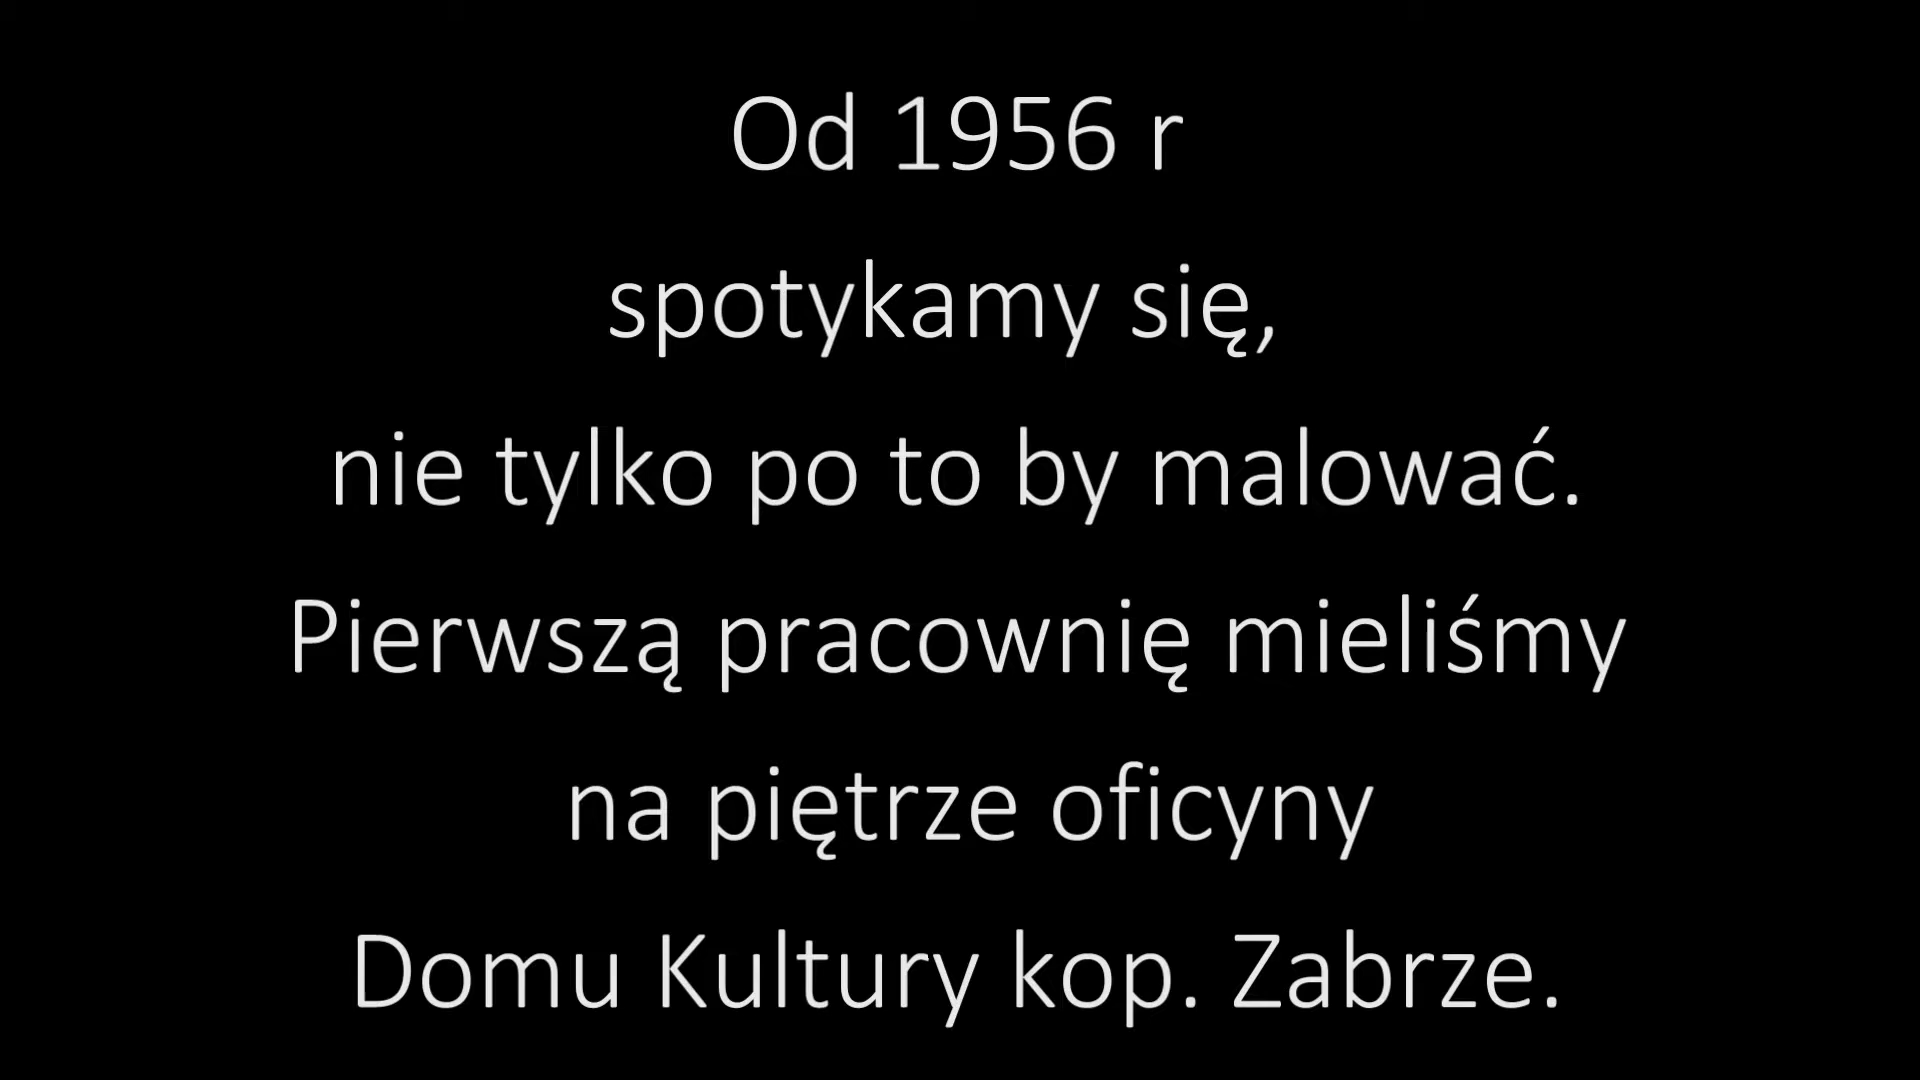 Od 1956 r
spotykamy się,
nie tylko po to by malować.
Pierwszą pracownię mieliśmy
na piętrze oficyny
Domu Kultury kop. Zabrze.